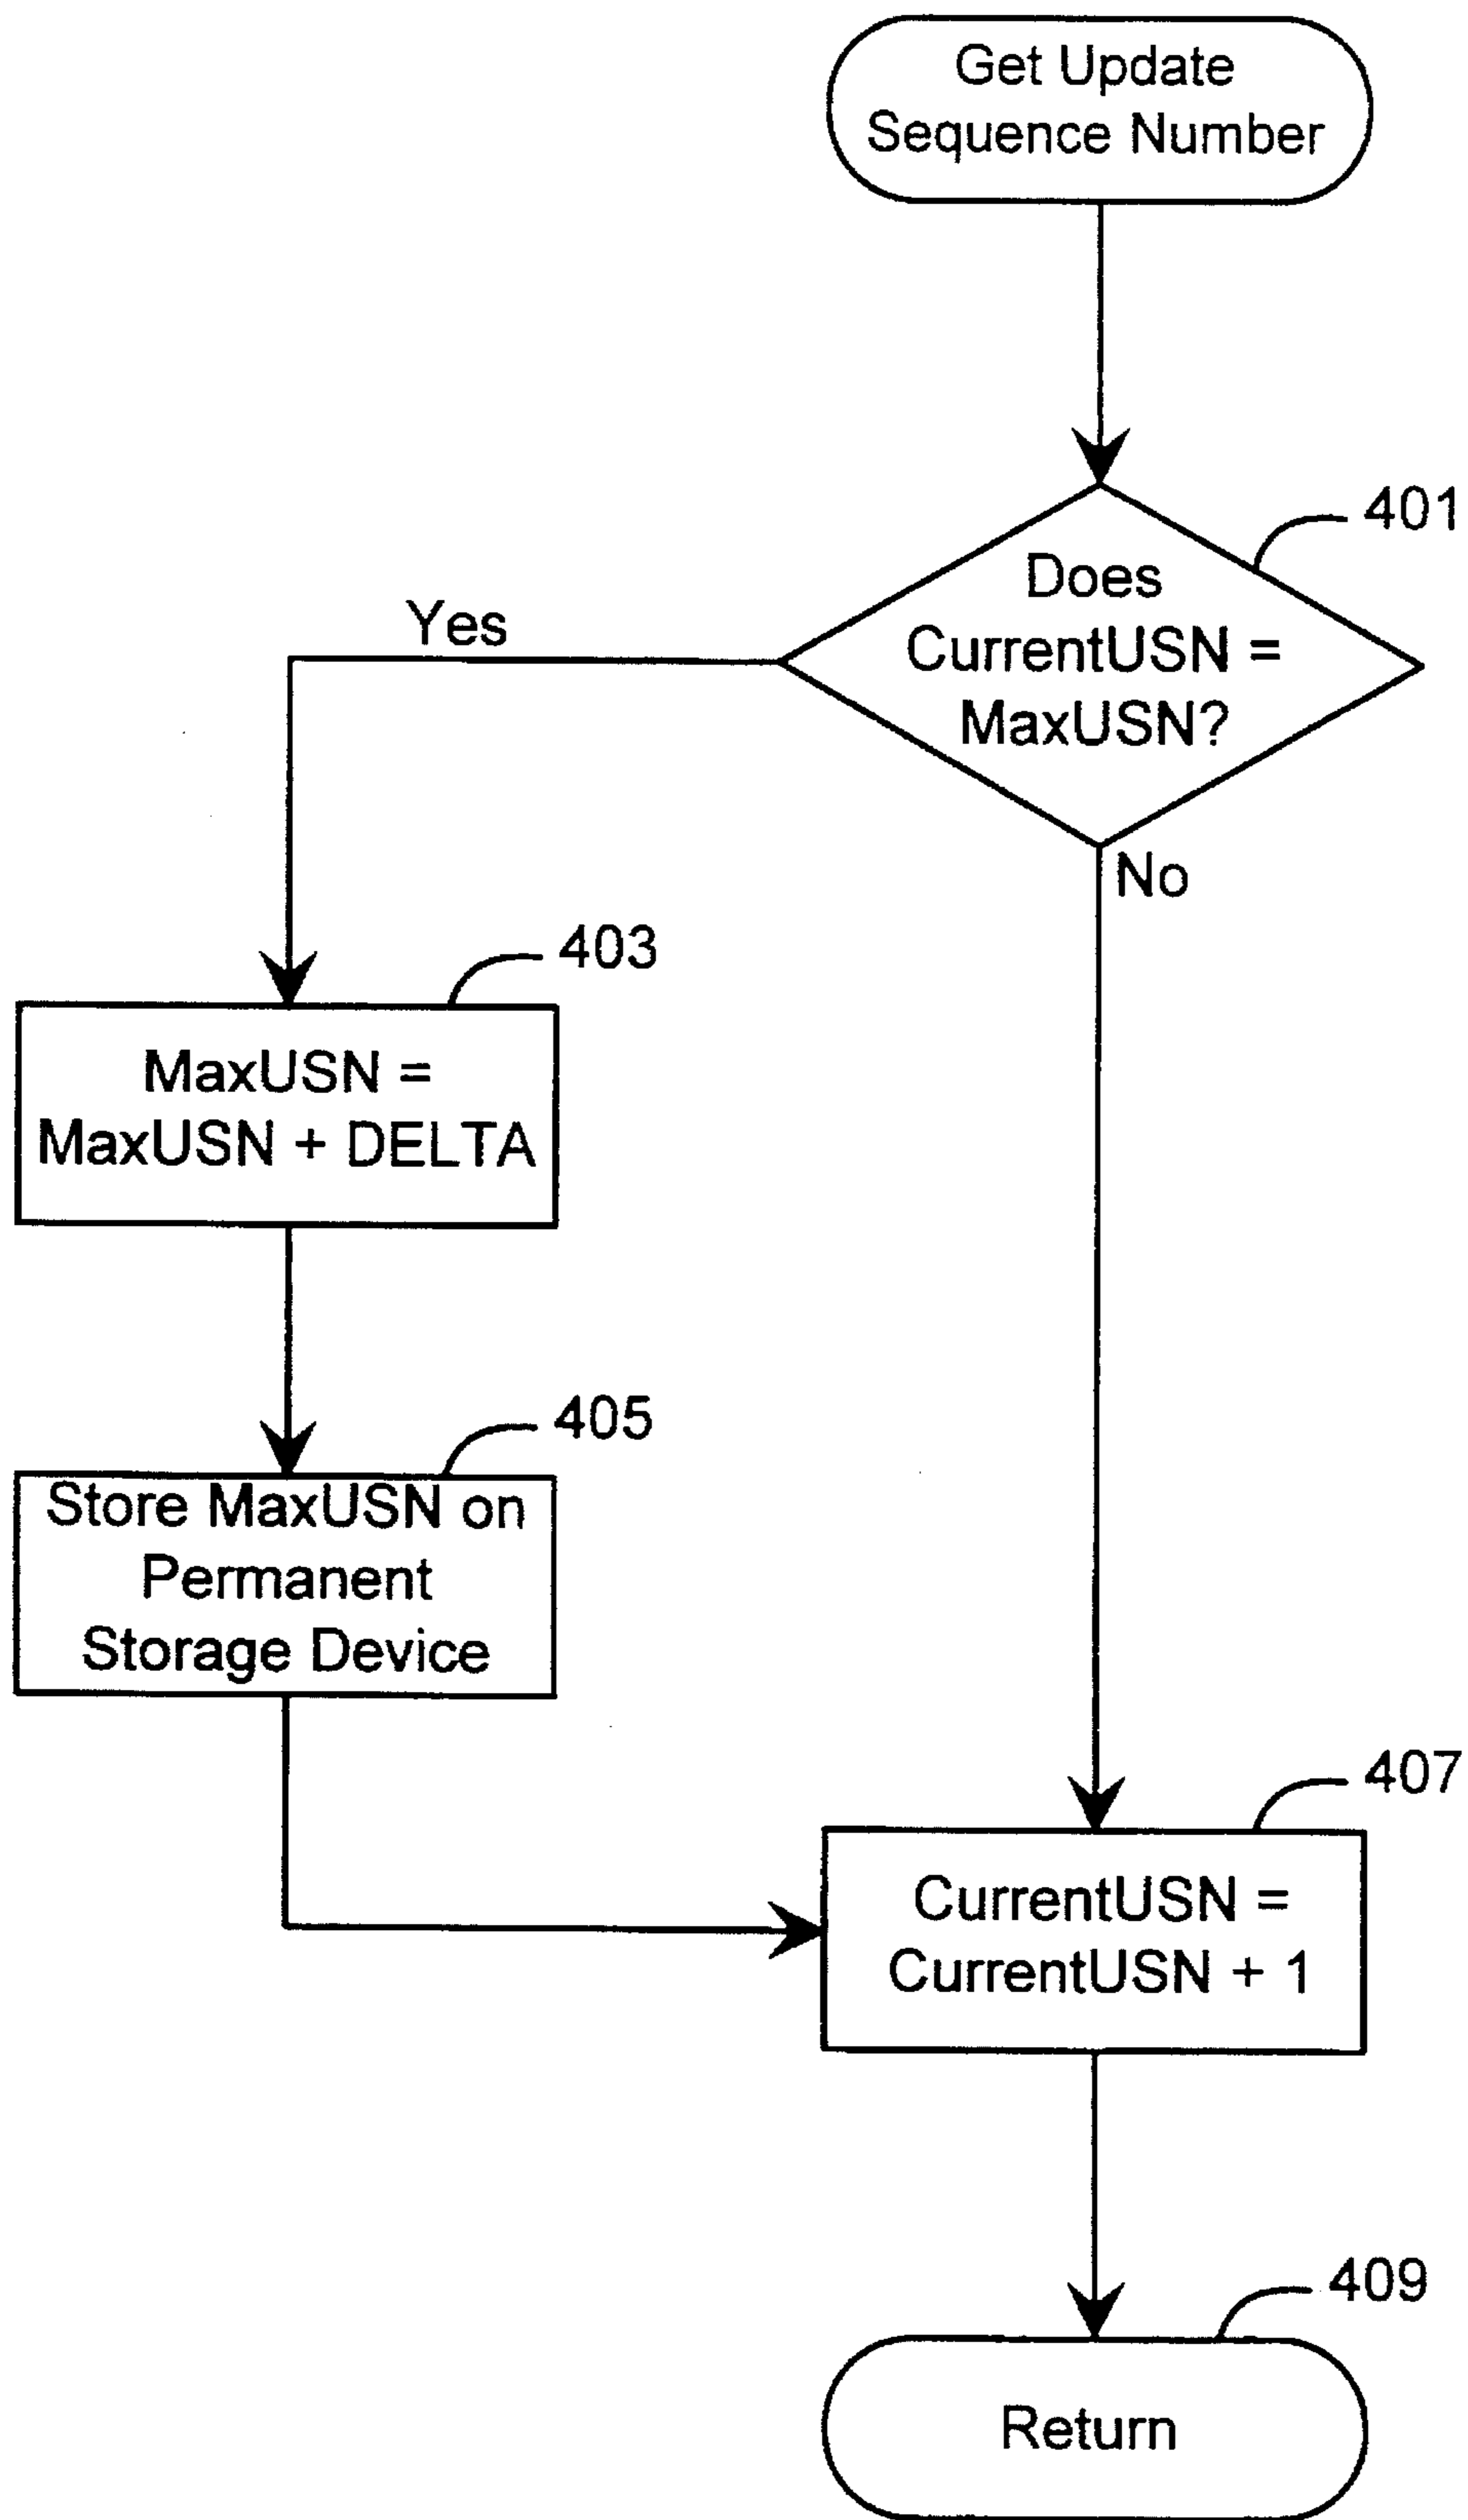 Get Update
Sequence Number
401
Does
CurrentUSN =
MaxUSN?
Yes
No
403
MaxUSN =
MaxUSN + DELTA
405
Store MaxUSN on
Permanent
Storage Device
407
CurrentUSN =
CurrentUSN + 1
409
Return